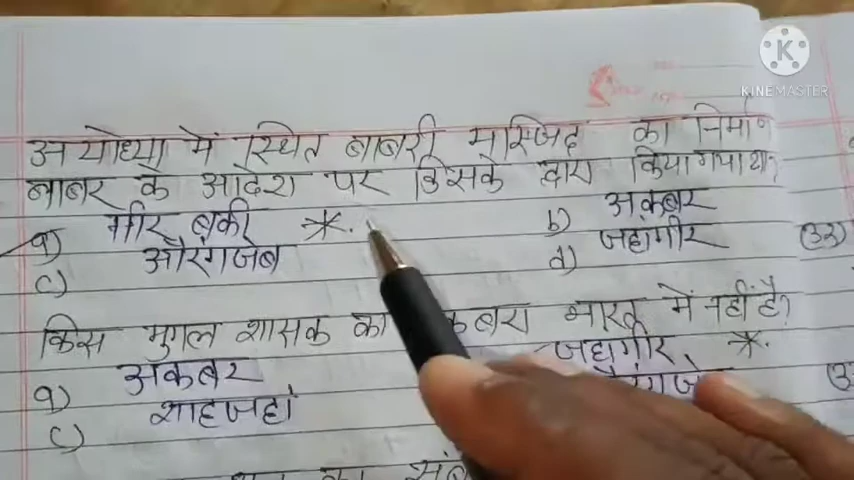 KINEMASTER
अयोध्या में स्थित बाबरी मस्जिद का निर्माण
बाबर के आदेश पर किसके द्वारा किया गया था?
a) मीर बकी *. b) अकबर
c) औरंगजेब d) जहागीर
किस मुगल शासक का कबरा भारत में नहीं है?
a) अकबर जहागीर *.
c) शाहजहां
का